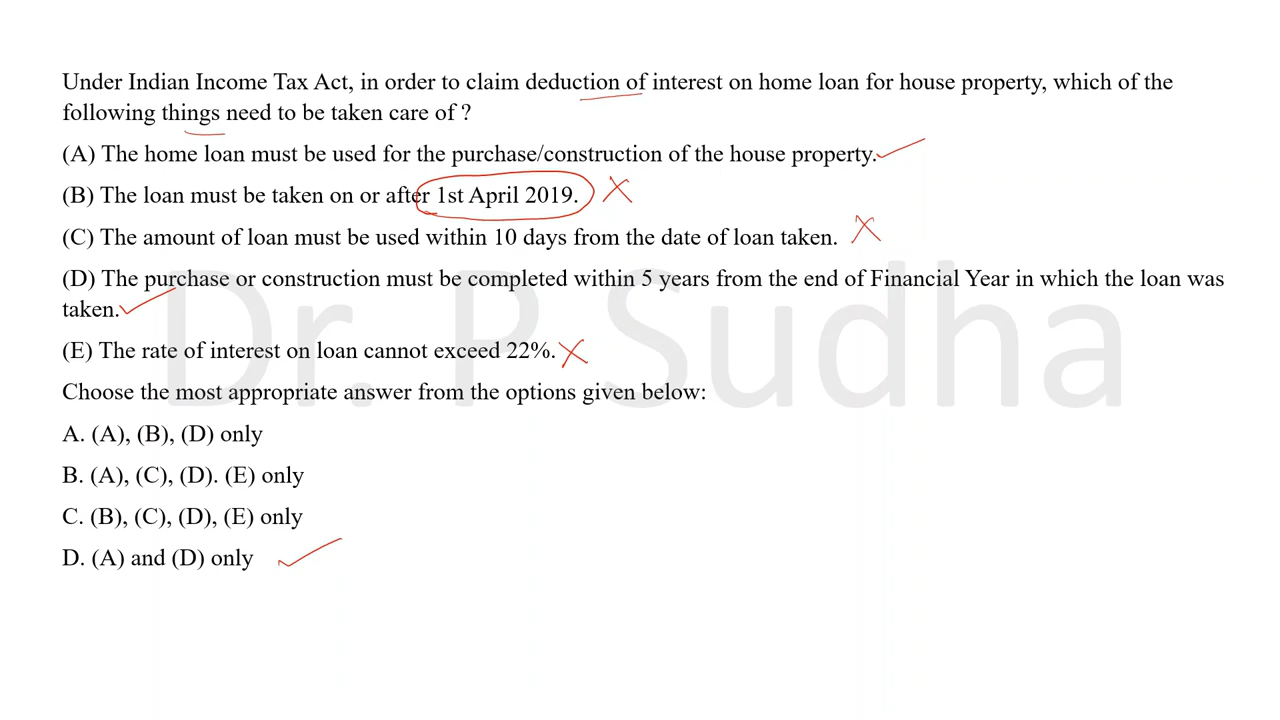 Under Indian Income Tax Act, in order to claim deduction of interest on home loan for house property, which of the
following things need to be taken care of ?
(A) The home loan must be used for the purchase/construction of the house property.
(B) The loan must be taken on or after 1st April 2019.
(C) The amount of loan must be used within 10 days from the date of loan taken.
(D) The purchase or construction must be completed within 5 years from the end of Financial Year in which the loan was
taken.
(E) The rate of interest on loan cannot exceed 22%.
Choose the most appropriate answer from the options given below:
A. (A), (B), (D) only
B. (A), (C), (D). (E) only
C. (B), (C), (D), (E) only
D. (A) and (D) only
Dr. P Sudha